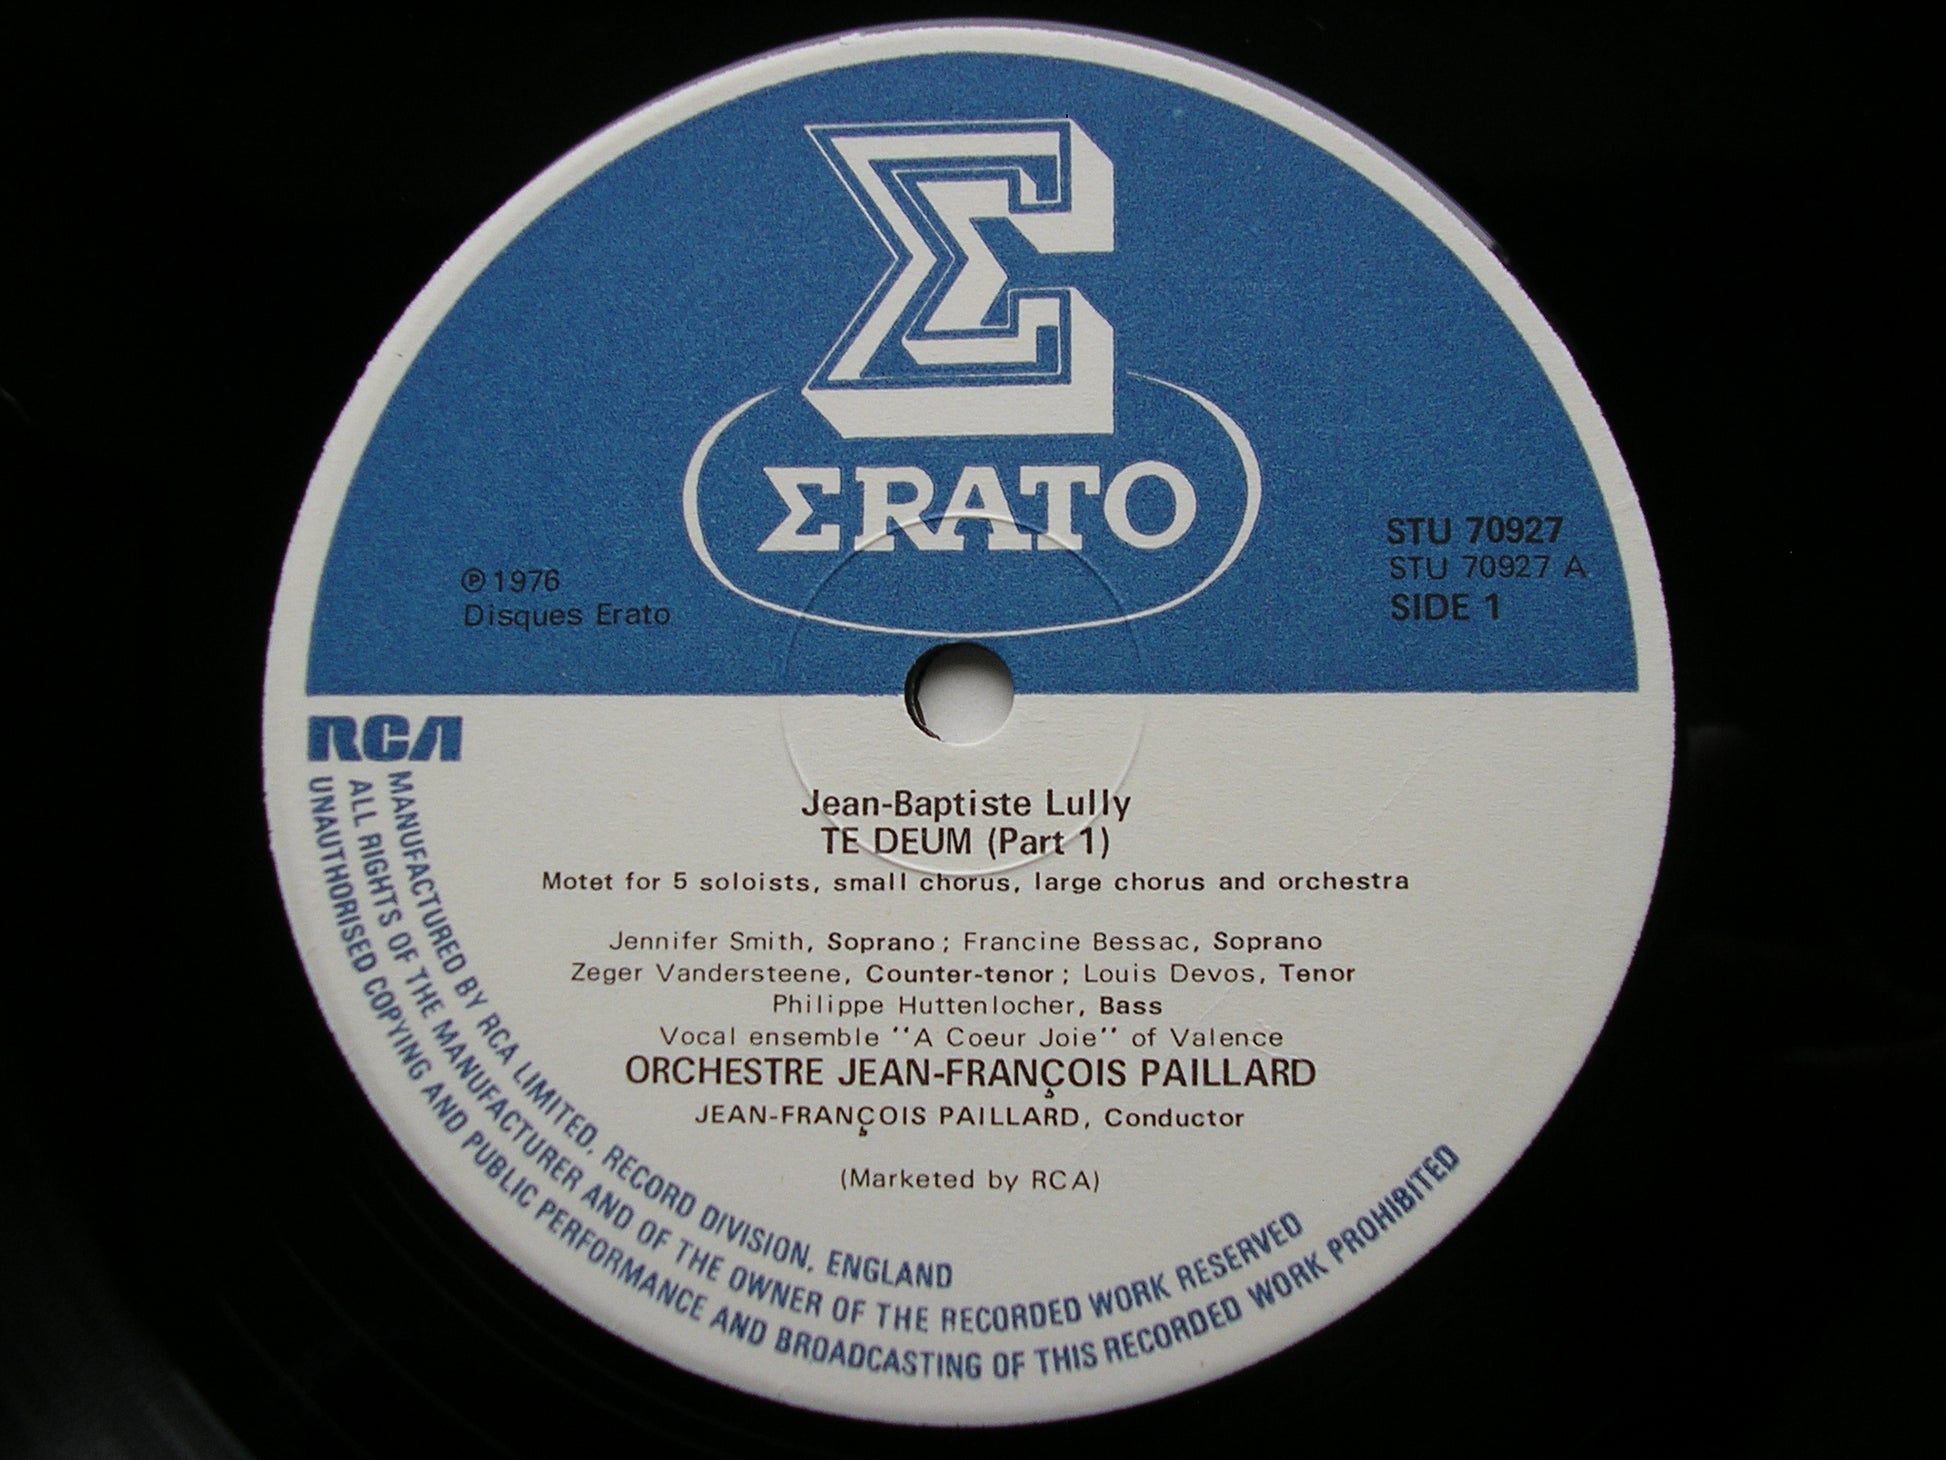 ΣRATO
℗ 1976
Disques Erato
STU 70927
STU 70927 A
SIDE 1
RCA
Jean-Baptiste Lully
TE DEUM (Part 1)
Motet for 5 soloists, small chorus, large chorus and orchestra
Jennifer Smith, Soprano; Francine Bessac, Soprano
Zeger Vandersteene, Counter-tenor; Louis Devos, Tenor
Philippe Huttenlocher, Bass
Vocal ensemble "A Coeur Joie" of Valence
ORCHESTRE JEAN-FRANÇOIS PAILLARD
JEAN-FRANÇOIS PAILLARD, Conductor
(Marketed by RCA)
MANUFACTURED BY RCA LIMITED, RECORD DIVISION, ENGLAND
ALL RIGHTS OF THE MANUFACTURER AND OF THE OWNER OF THE RECORDED WORK RESERVED
UNAUTHORISED COPYING AND PUBLIC PERFORMANCE AND BROADCASTING OF THIS RECORDED WORK PROHIBITED